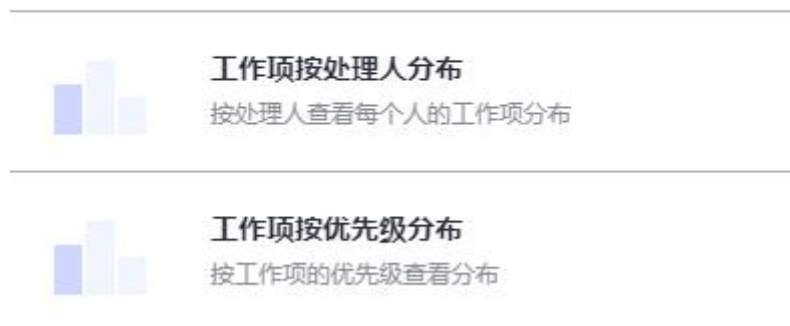 工作项按处理人分布
按处理人查看每个人的工作项分布
工作项按优先级分布
按工作项的优先级查看分布